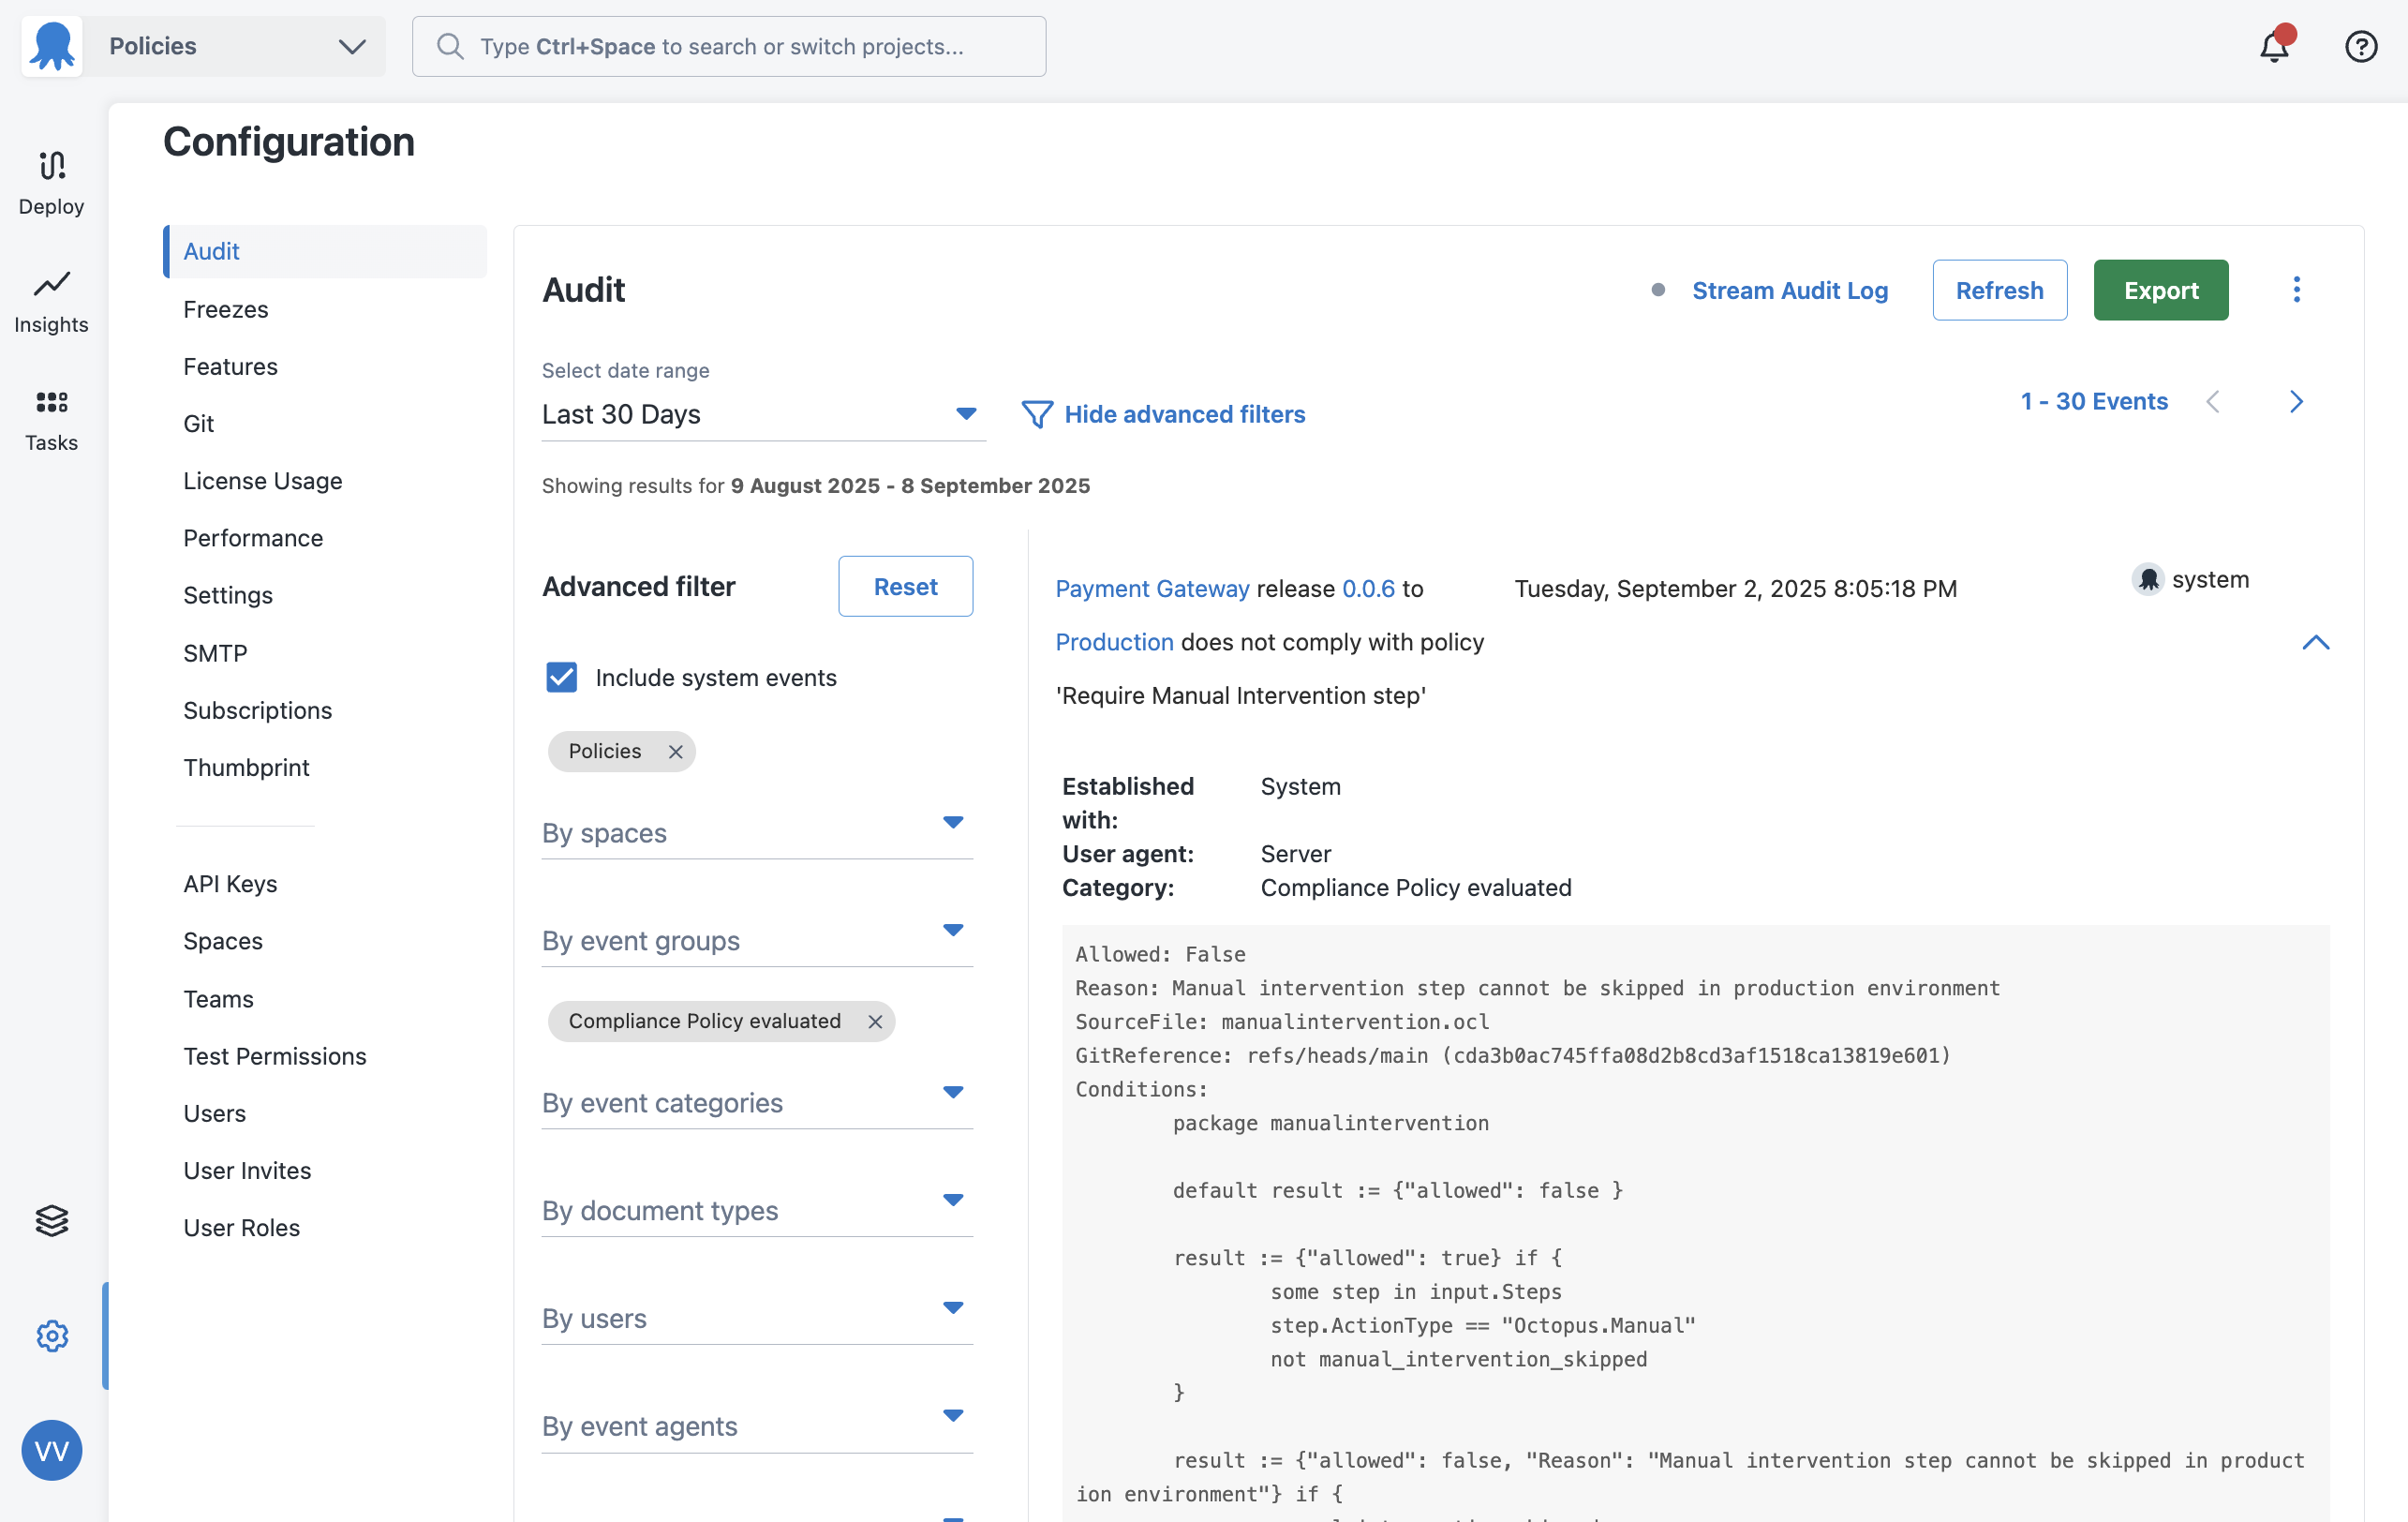 Policies
Type Ctrl+Space to search or switch projects...
Deploy
Insights
Tasks
VV
Configuration
Audit
Freezes
Features
Git
License Usage
Performance
Settings
SMTP
Subscriptions
Thumbprint
API Keys
Spaces
Teams
Test Permissions
Users
User Invites
User Roles
Audit
Stream Audit Log
Refresh
Export
Select date range
Last 30 Days
Hide advanced filters
1 - 30 Events
Showing results for 9 August 2025 - 8 September 2025
Advanced filter
Reset
Include system events
Policies
By spaces
By event groups
Compliance Policy evaluated
By event categories
By document types
By users
By event agents
Payment Gateway release 0.0.6 to
Production does not comply with policy
'Require Manual Intervention step'
Tuesday, September 2, 2025 8:05:18 PM
system
Established with: System
User agent: Server
Category: Compliance Policy evaluated
Allowed: False
Reason: Manual intervention step cannot be skipped in production environment
SourceFile: manualintervention.ocl
GitReference: refs/heads/main (cda3b0ac745ffa08d2b8cd3af1518ca13819e601)
Conditions:
package manualintervention
default result := {"allowed": false }
result := {"allowed": true} if {
some step in input.Steps
step.ActionType == "Octopus.Manual"
not manual_intervention_skipped
}
result := {"allowed": false, "Reason": "Manual intervention step cannot be skipped in product
ion environment"} if {